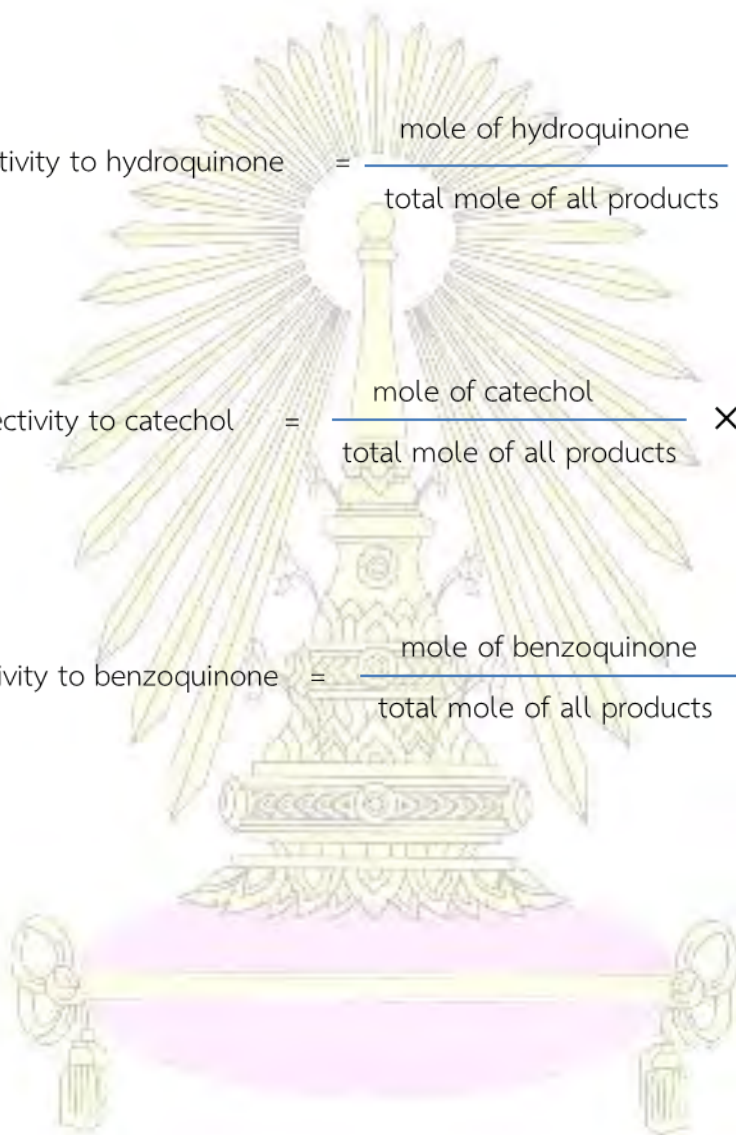 mole of hydroquinone
tivity to hydroquinone =
total mole of all products
mole of catechol
ectivity to catechol = ×
total mole of all products
mole of benzoquinone
ivity to benzoquinone =
total mole of all products